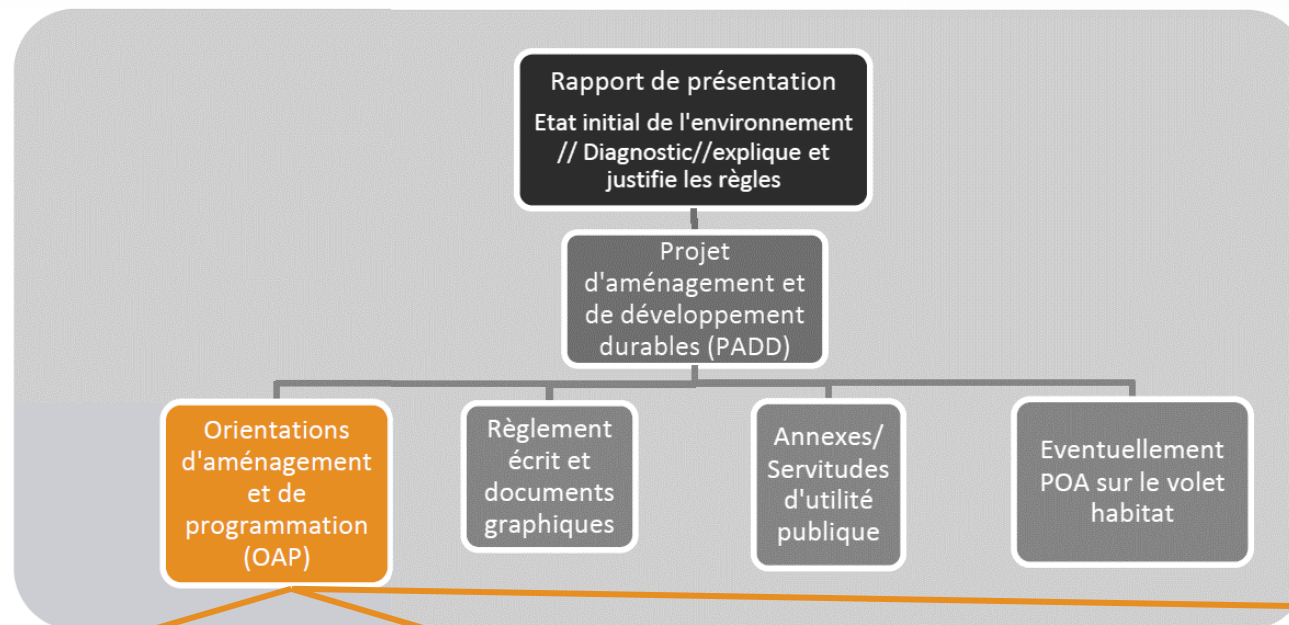 Rapport de présentation
Etat initial de l'environnement
// Diagnostic//explique et
justifie les règles
Projet
d'aménagement et
de développement
durables (PADD)
Orientations
d'aménagement
et de
programmation
(OAP)
Règlement
écrit et
documents
graphiques
Annexes/
Servitudes
d'utilité
publique
Eventuellement
POA sur le volet
habitat